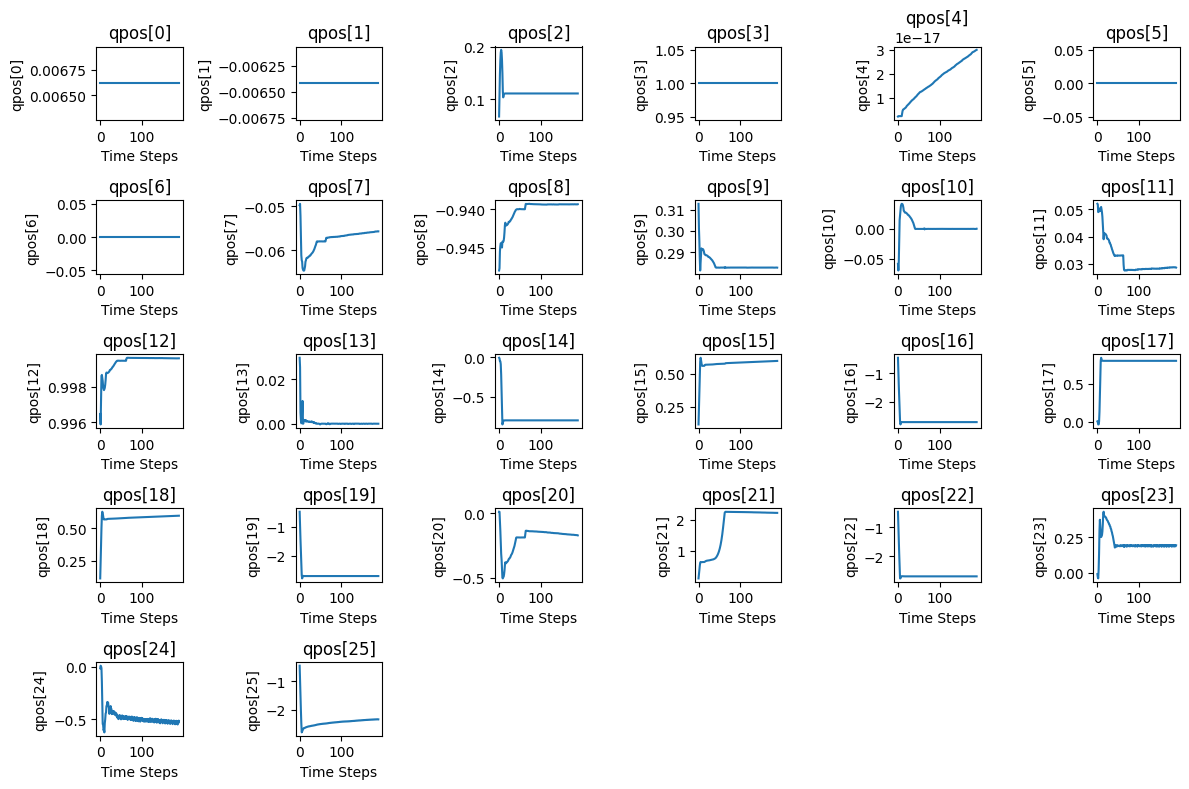 qpos[0] qpos[1] qpos[2] qpos[3] qpos[4] qpos[5]
1e−17
qpos[0] 0.00675 0.00650
qpos[1] −0.00625 −0.00650 −0.00675
qpos[2] 0.2 0.1
qpos[3] 1.05 1.00 0.95
qpos[4] 3 2 1
qpos[5] 0.05 0.00 −0.05
0 100 0 100 0 100 0 100 0 100 0 100
Time Steps Time Steps Time Steps Time Steps Time Steps Time Steps
qpos[6] qpos[7] qpos[8] qpos[9] qpos[10] qpos[11]
qpos[6] 0.05 0.00 −0.05
qpos[7] −0.05 −0.06
qpos[8] −0.940 −0.945
qpos[9] 0.31 0.30 0.29 0.28
qpos[10] 0.00 −0.05
qpos[11] 0.05 0.04 0.03
0 100 0 100 0 100 0 100 0 100 0 100
Time Steps Time Steps Time Steps Time Steps Time Steps Time Steps
qpos[12] qpos[13] qpos[14] qpos[15] qpos[16] qpos[17]
qpos[12] 0.998 0.996
qpos[13] 0.02 0.00
qpos[14] 0.0 −0.5
qpos[15] 0.50 0.25
qpos[16] −1 −2
qpos[17] 0.5 0.0
0 100 0 100 0 100 0 100 0 100 0 100
Time Steps Time Steps Time Steps Time Steps Time Steps Time Steps
qpos[18] qpos[19] qpos[20] qpos[21] qpos[22] qpos[23]
qpos[18] 0.50 0.25
qpos[19] −1 −2
qpos[20] 0.0 −0.5
qpos[21] 2 1
qpos[22] −1 −2
qpos[23] 0.25 0.00
0 100 0 100 0 100 0 100 0 100 0 100
Time Steps Time Steps Time Steps Time Steps Time Steps Time Steps
qpos[24] qpos[25]
qpos[24] 0.0 −0.5
qpos[25] −1 −2
0 100 0 100
Time Steps Time Steps